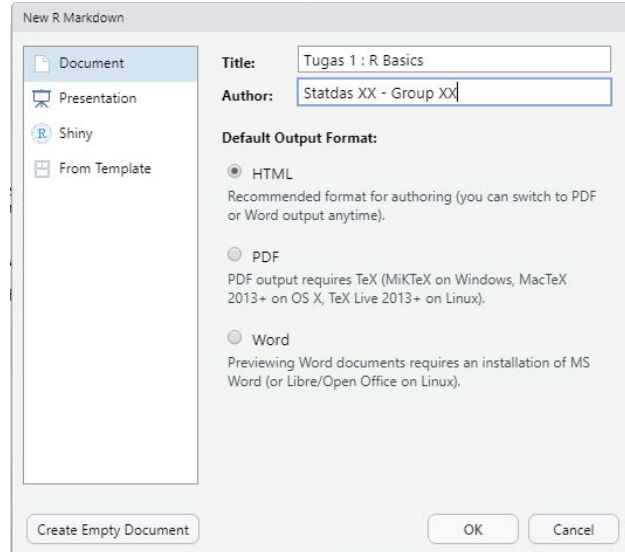 New R Markdown
Document
Presentation
R Shiny
From Template
Title: Tugas 1 : R Basics
Author: Statdas XX - Group XX
Default Output Format:
HTML
Recommended format for authoring (you can switch to PDF
or Word output anytime).
PDF
PDF output requires TeX (MiKTeX on Windows, MacTeX
2013+ on OS X, TeX Live 2013+ on Linux).
Word
Previewing Word documents requires an installation of MS
Word (or Libre/Open Office on Linux).
Create Empty Document
OK
Cancel